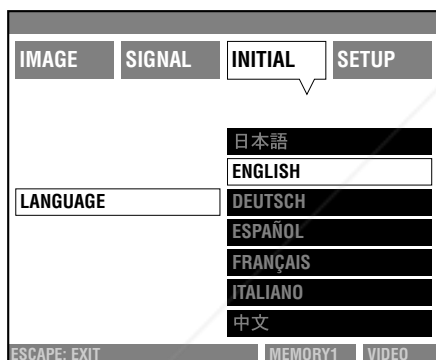 IMAGE SIGNAL INITIAL SETUP
日本語
ENGLISH
LANGUAGE DEUTSCH
ESPAÑOL
FRANÇAIS
ITALIANO
中文
ESCAPE: EXIT MEMORY1 VIDEO